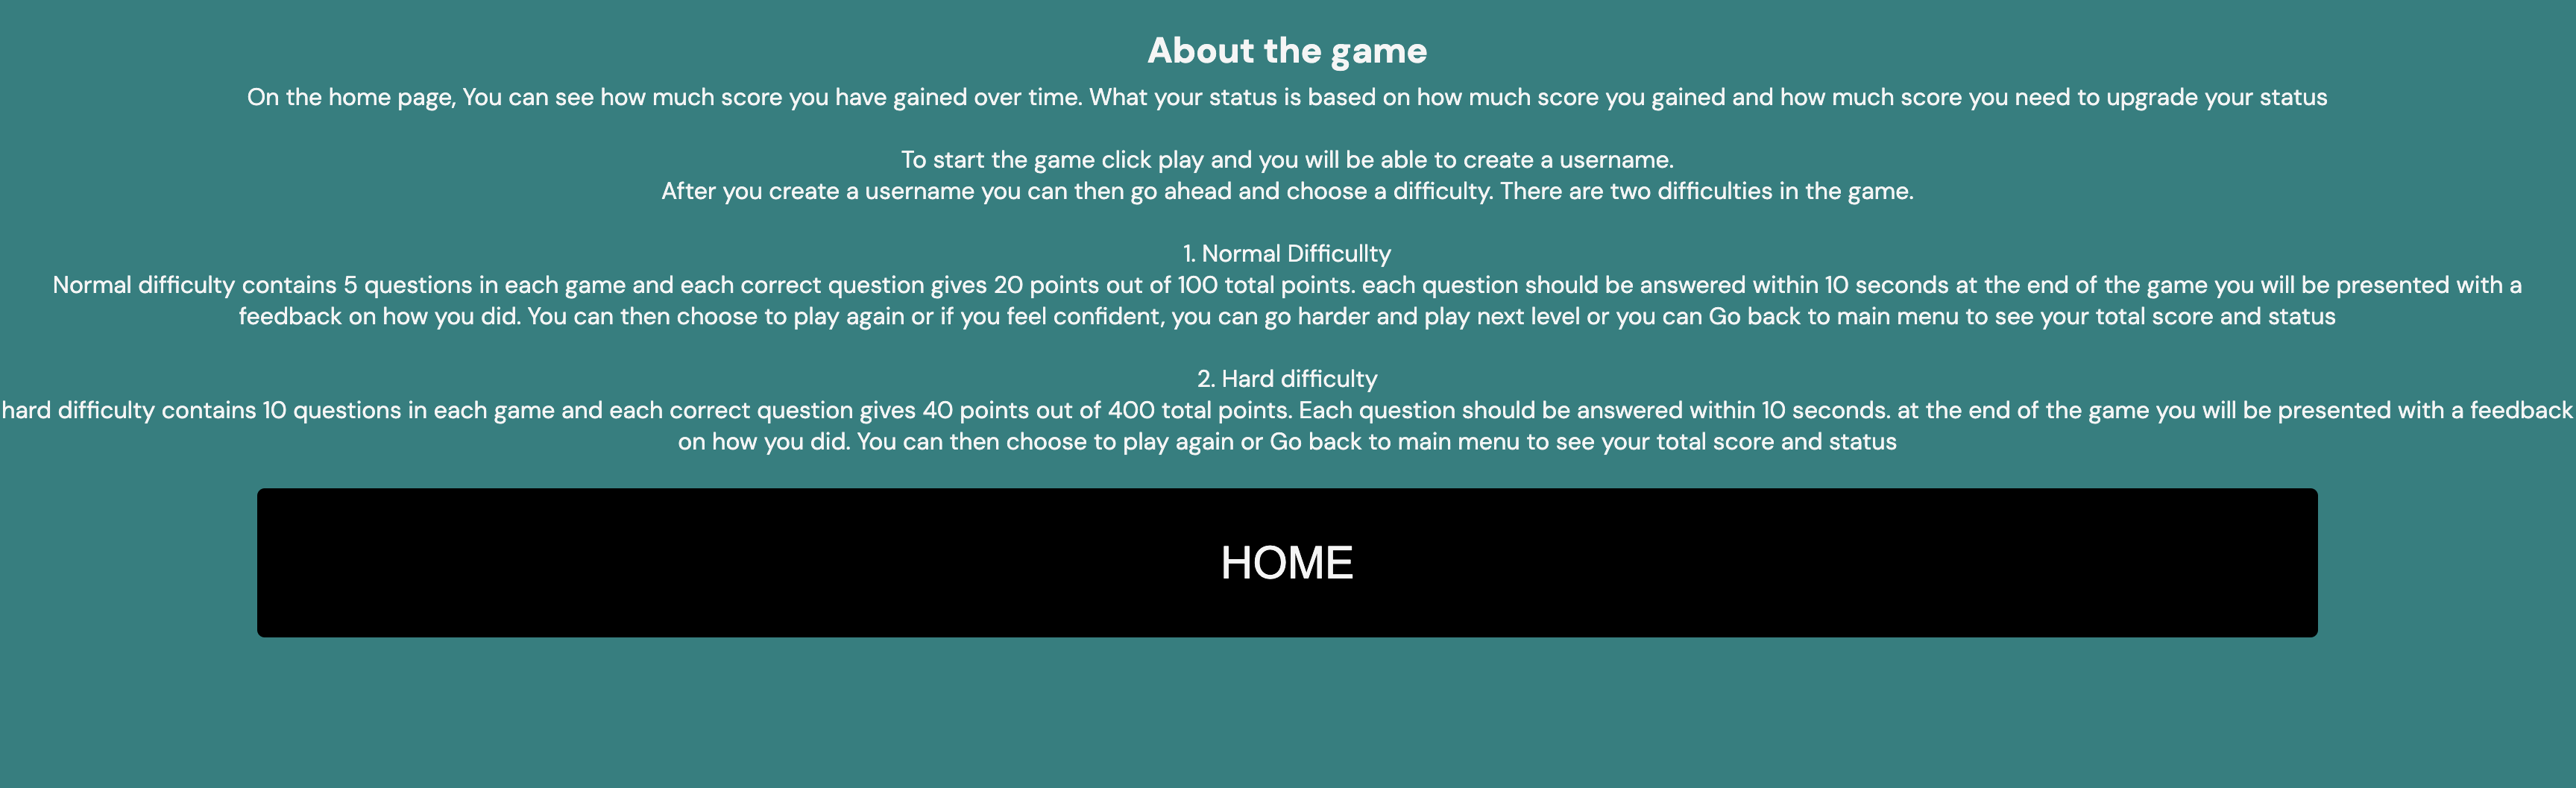 About the game
On the home page, You can see how much score you have gained over time. What your status is based on how much score you gained and how much score you need to upgrade your status
To start the game click play and you will be able to create a username.
After you create a username you can then go ahead and choose a difficulty. There are two difficulties in the game.
1. Normal Difficullty
Normal difficulty contains 5 questions in each game and each correct question gives 20 points out of 100 total points. each question should be answered within 10 seconds at the end of the game you will be presented with a
feedback on how you did. You can then choose to play again or if you feel confident, you can go harder and play next level or you can Go back to main menu to see your total score and status
2. Hard difficulty
hard difficulty contains 10 questions in each game and each correct question gives 40 points out of 400 total points. Each question should be answered within 10 seconds. at the end of the game you will be presented with a feedback
on how you did. You can then choose to play again or Go back to main menu to see your total score and status
HOME